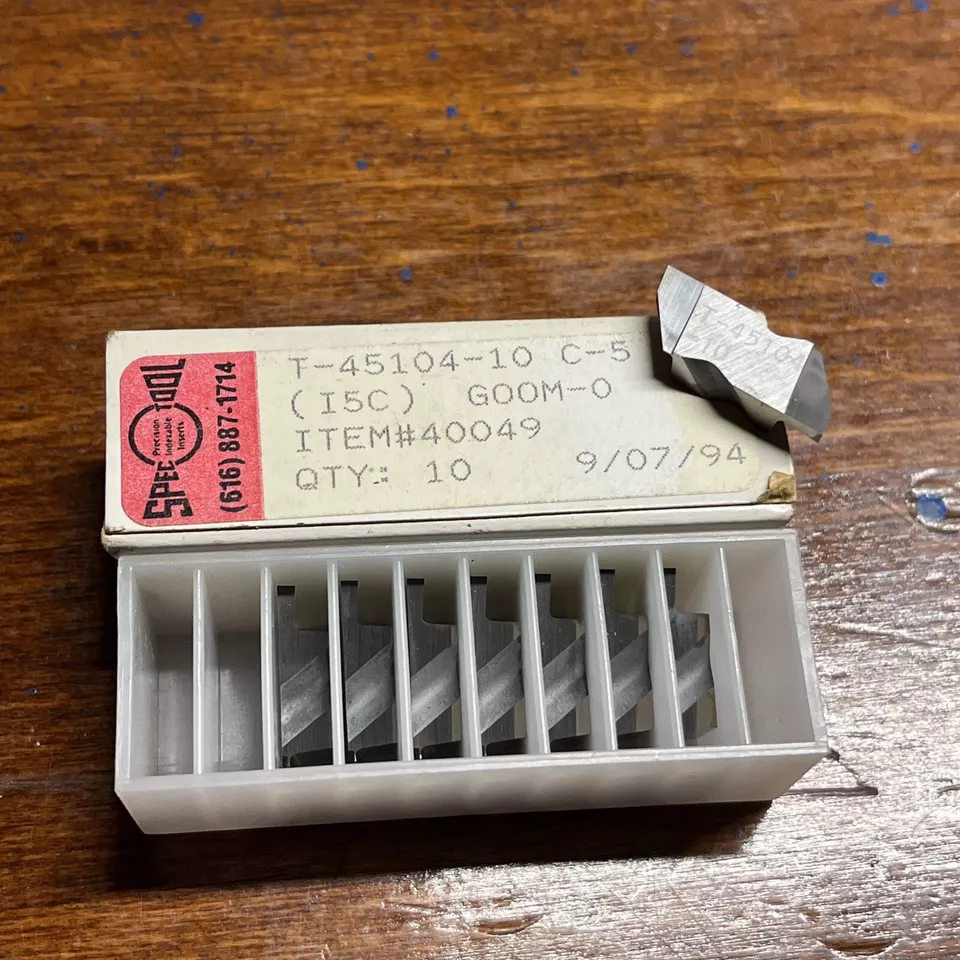 SPEC TOOL
Precision
Indexable
Inserts
(616) 887-1714
T-45104-10 C-5
(I5C) GOOM-O
ITEM#40049
QTY.: 10 9/07/94